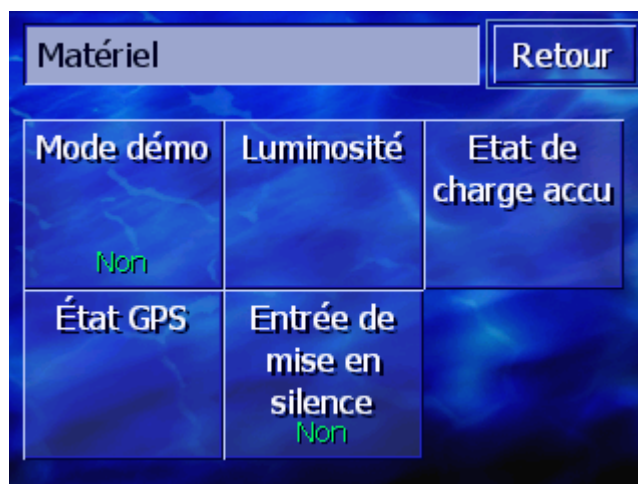 Matériel
Retour
Mode démo
Non
Luminosité
Etat de
charge accu
État GPS
Entrée de
mise en
silence
Non